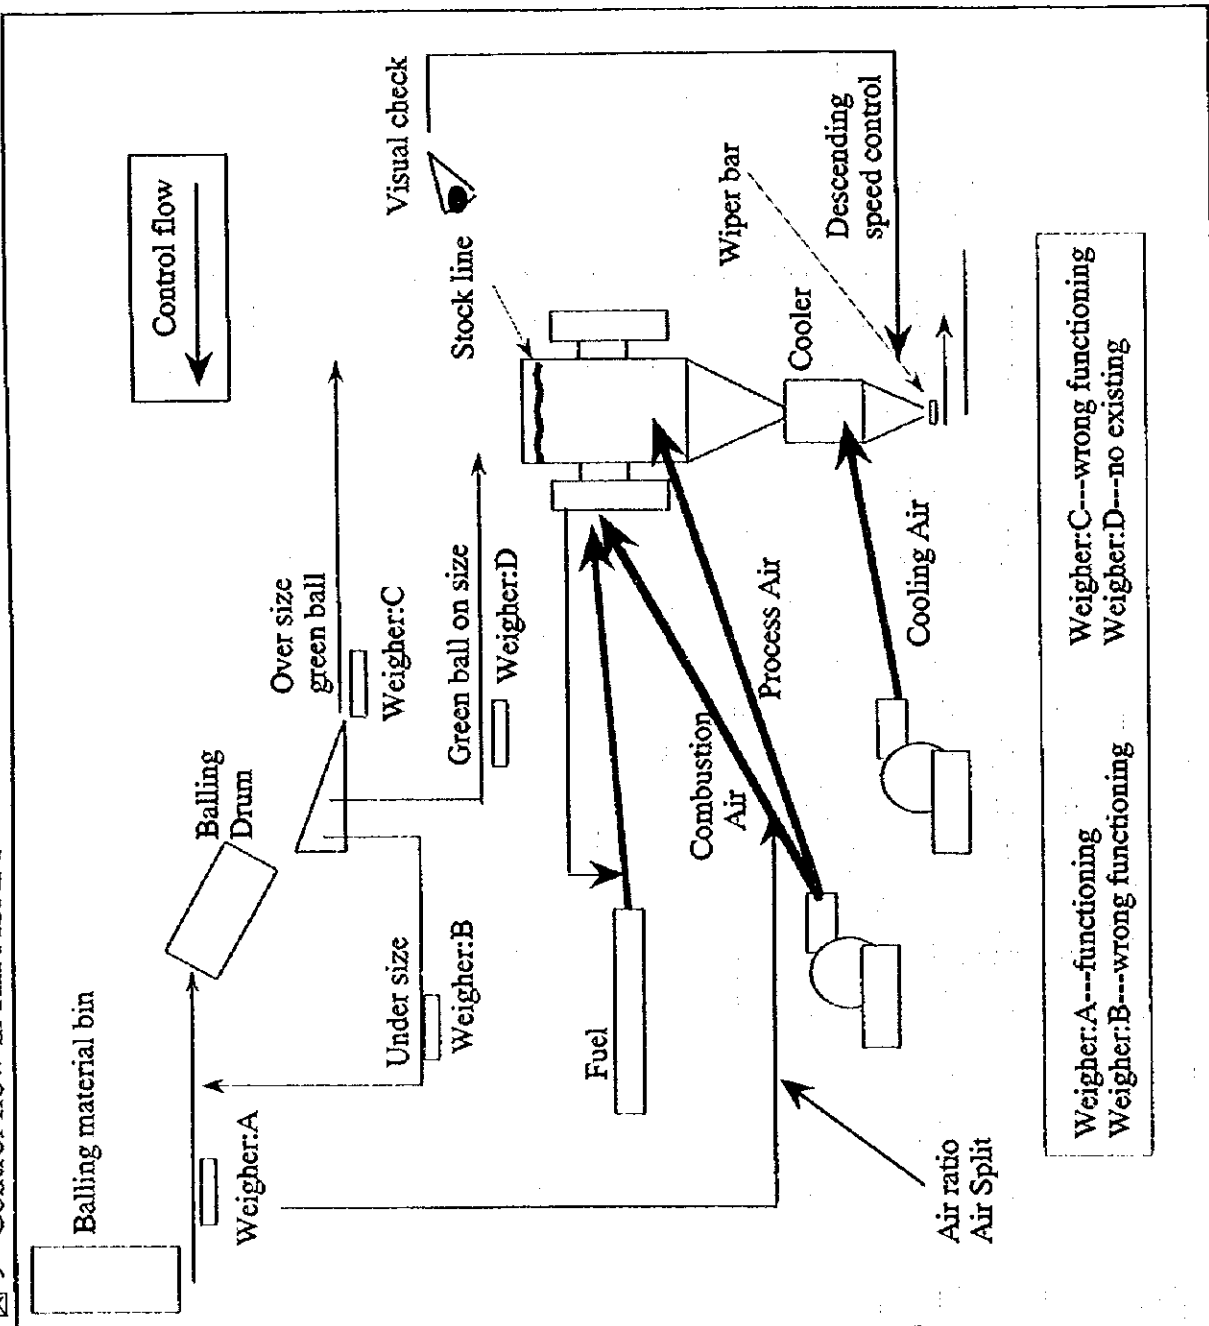 Control flow
Balling material bin
Weigher:A
Balling
Drum
Over size
green ball
Weigher:C
Under size
Weigher:B
Green ball on size
Weigher:D
Stock line
Visual check
Fuel
Combustion
Air
Process Air
Cooling Air
Cooler
Wiper bar
Descending
speed control
Air ratio
Air Split
Weigher:A---functioning
Weigher:B---wrong functioning
Weigher:C---wrong functioning
Weigher:D---no existing